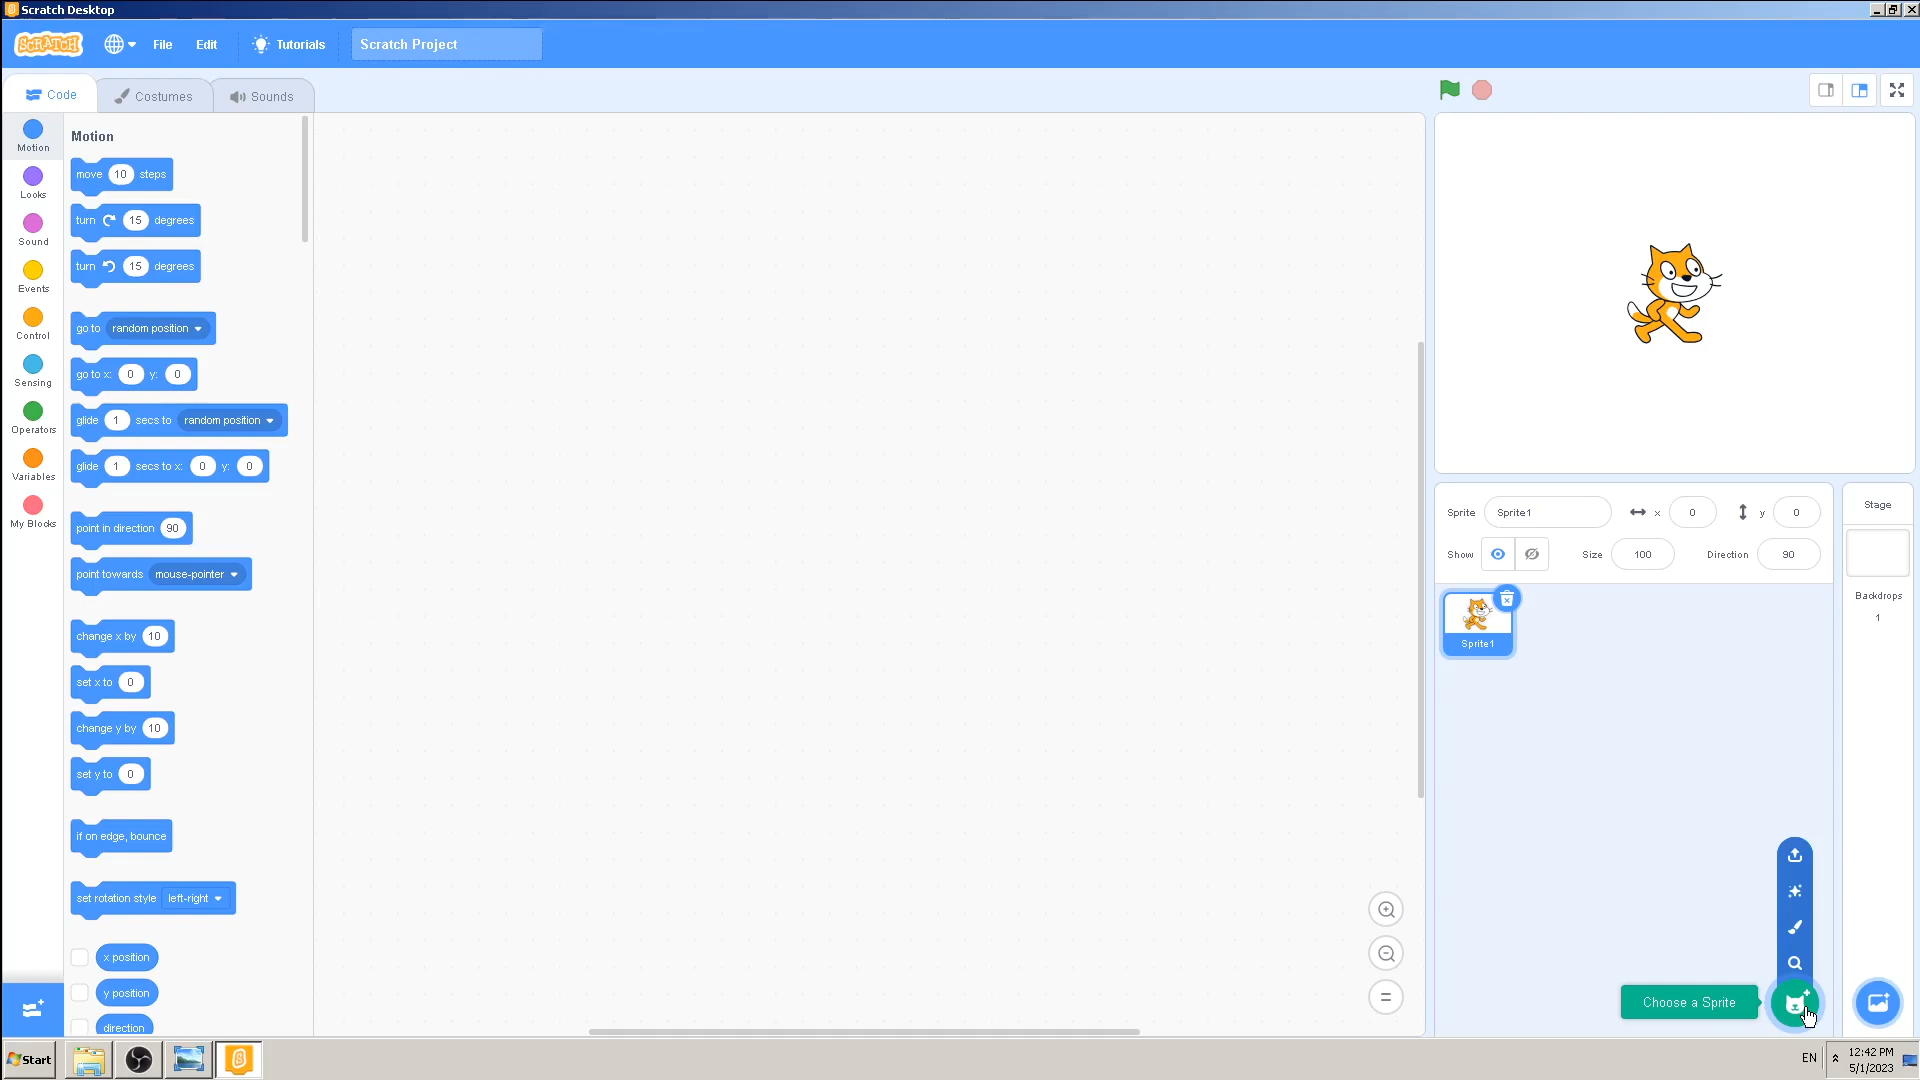 Scratch Desktop
SCRATCH
File
Edit
Tutorials
Scratch Project
Code
Costumes
Sounds
Motion
Looks
Sound
Events
Control
Sensing
Operators
Variables
My Blocks
Motion
move 10 steps
turn 15 degrees
turn 15 degrees
go to random position
go to x: 0 y: 0
glide 1 secs to random position
glide 1 secs to x: 0 y: 0
point in direction 90
point towards mouse-pointer
change x by 10
set x to 0
change y by 10
set y to 0
if on edge, bounce
set rotation style left-right
x position
y position
direction
Sprite Sprite1 x 0 y 0
Show Size 100 Direction 90
Sprite1
Stage
Backdrops
1
Choose a Sprite
Start
EN
12:42 PM
5/1/2023